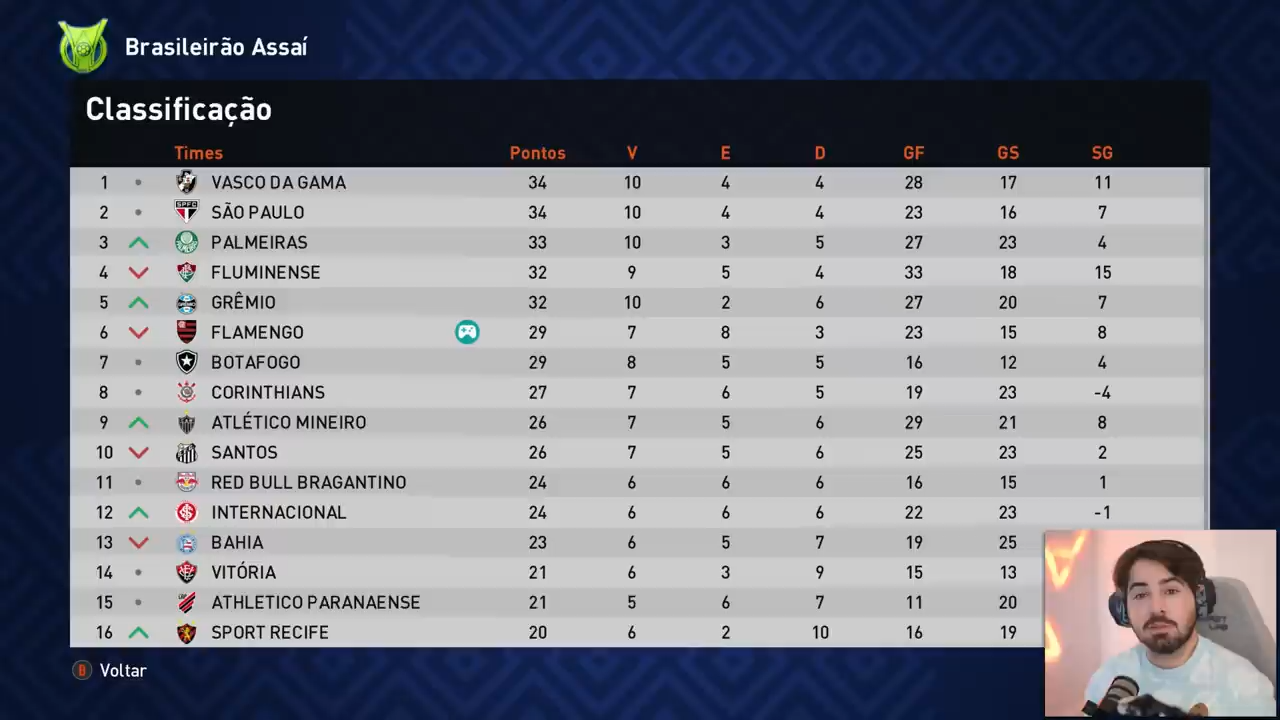 Brasileirão Assaí
Classificação
Times Pontos V E D GF GS SG
1 VASCO DA GAMA 34 10 4 4 28 17 11
2 SPFC SÃO PAULO 34 10 4 4 23 16 7
3 PALMEIRAS 33 10 3 5 27 23 4
4 FLUMINENSE 32 9 5 4 33 18 15
5 GRÊMIO 32 10 2 6 27 20 7
6 FLAMENGO 29 7 8 3 23 15 8
7 BOTAFOGO 29 8 5 5 16 12 4
8 CORINTHIANS 27 7 6 5 19 23 -4
9 ATLÉTICO MINEIRO 26 7 5 6 29 21 8
10 SANTOS 26 7 5 6 25 23 2
11 RED BULL BRAGANTINO 24 6 6 6 16 15 1
12 INTERNACIONAL 24 6 6 6 22 23 -1
13 BAHIA 23 6 5 7 19 25
14 VITÓRIA 21 6 3 9 15 13
15 ATHLETICO PARANAENSE 21 5 6 7 11 20
16 SPORT RECIFE 20 6 2 10 16 19
B Voltar